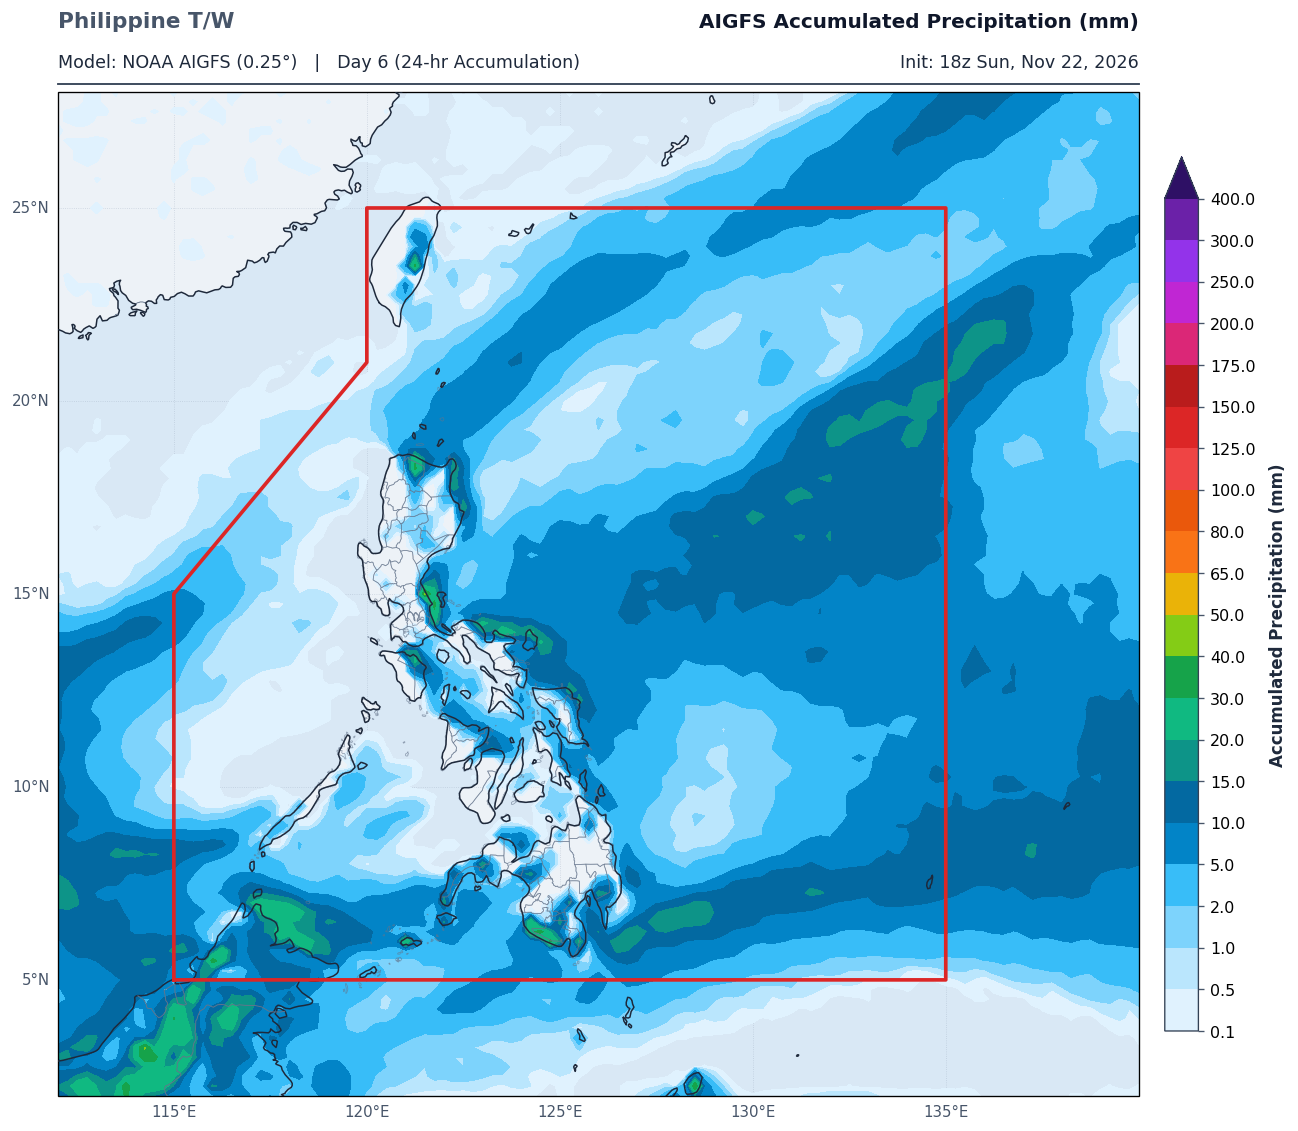 Philippine T/W
AIGFS Accumulated Precipitation (mm)
Model: NOAA AIGFS (0.25°)   |   Day 6 (24-hr Accumulation)
Init: 18z Sun, Nov 22, 2026
25°N
20°N
15°N
10°N
5°N
115°E
120°E
125°E
130°E
135°E
400.0
300.0
250.0
200.0
175.0
150.0
125.0
100.0
80.0
65.0
50.0
40.0
30.0
20.0
15.0
10.0
5.0
2.0
1.0
0.5
0.1
Accumulated Precipitation (mm)